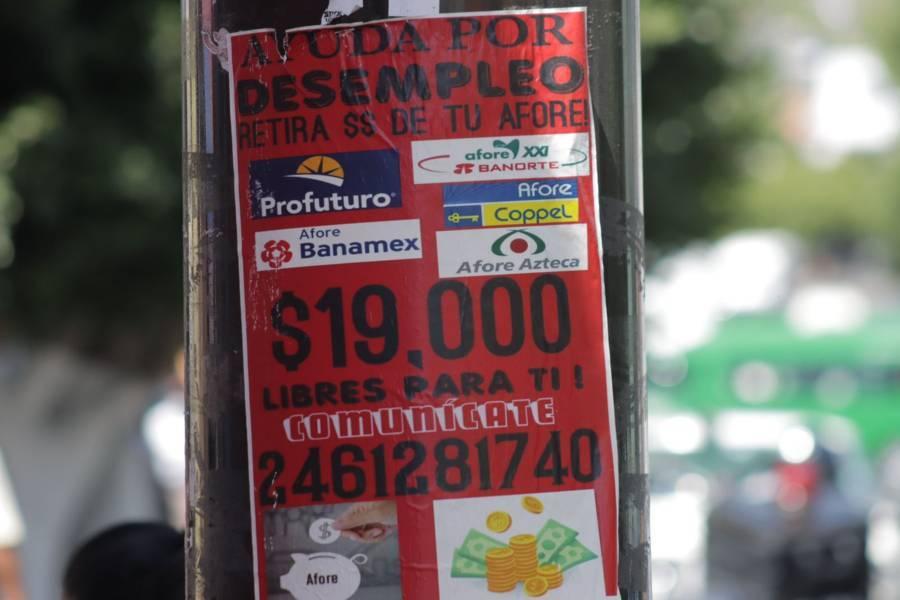 AYUDA POR
DESEMPLEO
RETIRA $$ DE TU AFORE!
Profuturo®
afore XXI
BANORTE
Afore
Coppel
Afore
Banamex
Afore Azteca
$19,000
LIBRES PARA TI !
COMUNÍCATE
2461281740
$
Afore